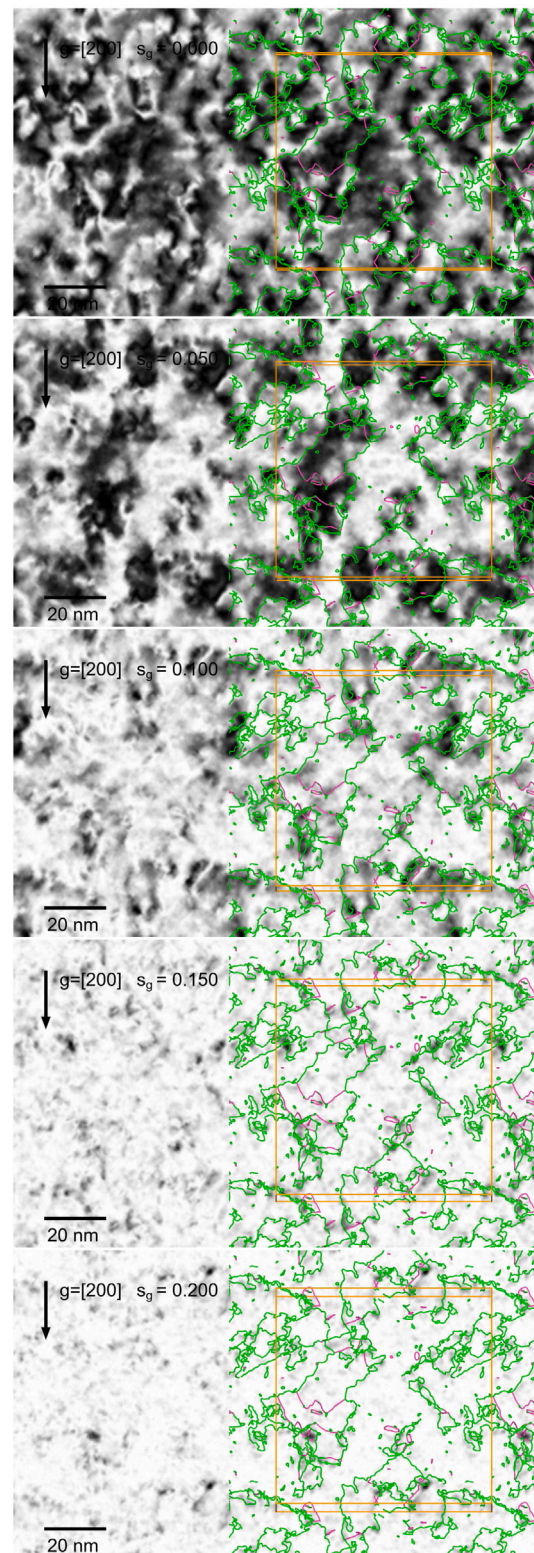 g=[200] s_g = 0.000
20 nm
g=[200] s_g = 0.050
20 nm
g=[200] s_g = 0.100
20 nm
g=[200] s_g = 0.150
20 nm
g=[200] s_g = 0.200
20 nm